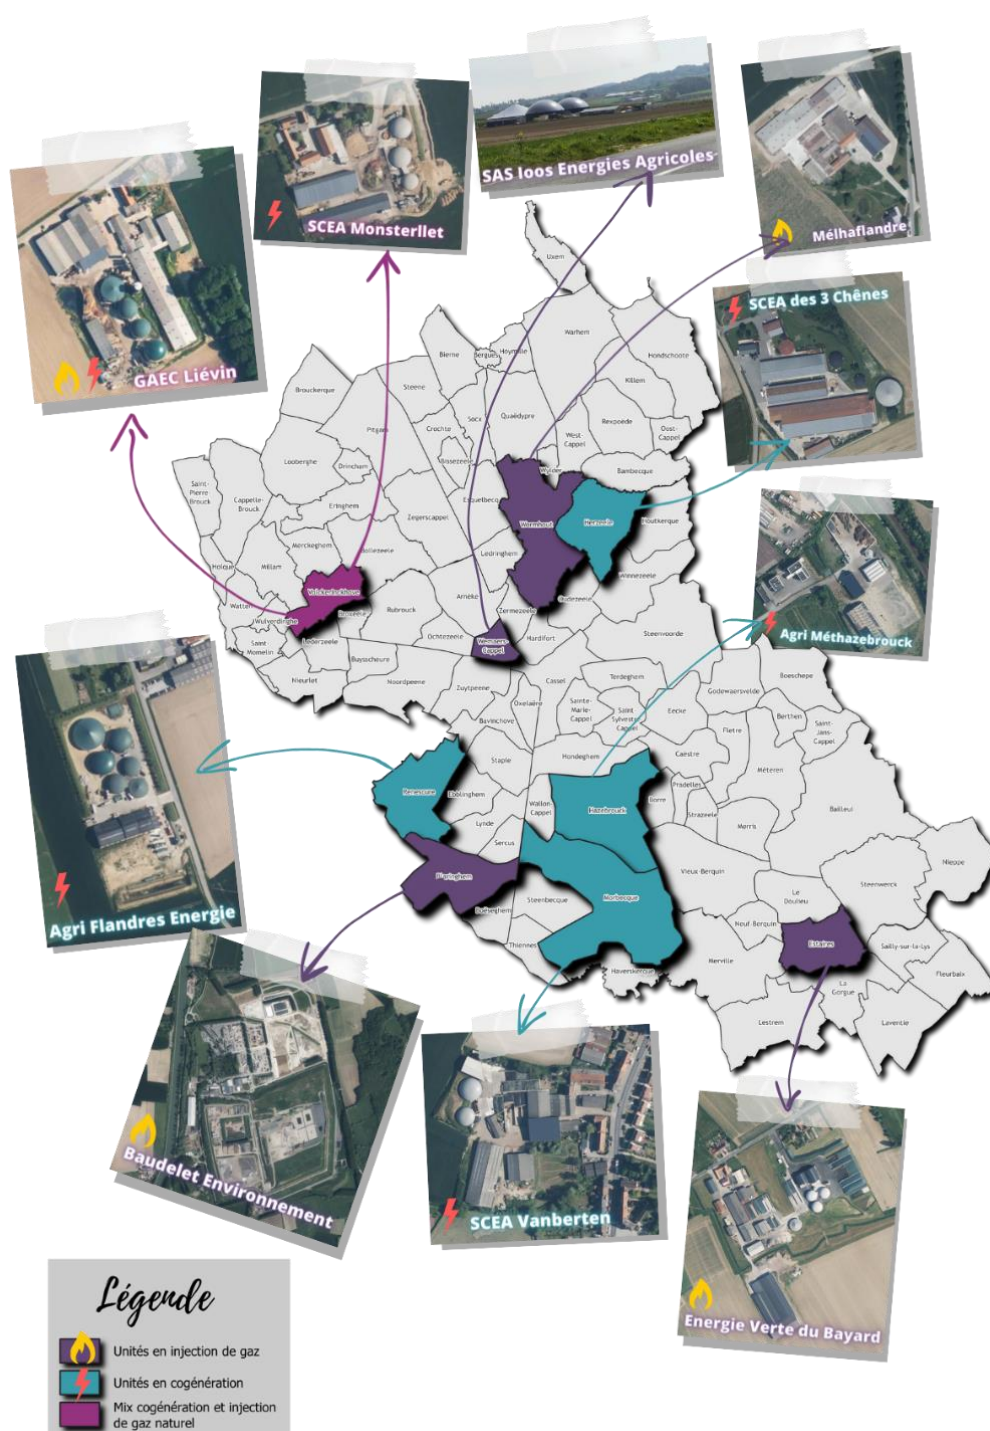 SAS loos Energies Agricoles
SCEA Monsterllet
Mélhaflandre
GAEC Liévin
SCEA des 3 Chênes
Agri Méthazebrouck
Agri Flandres Energie
Baudelet Environnement
SCEA Vanberten
Energie Verte du Bayard
Uxem
Warhem
Hondschoote
Bierne
Bergues
Hoymille
Killem
Steene
Brouckerque
Socx
Quaëdypre
Rexpoëde
West-
Cappel
Oost-
Cappel
Crochte
Pitgam
Bissezeele
Wylder
Bambecque
Looberghe
Drincham
Saint-
Pierre
Brouck
Cappelle-
Brouck
Eringhem
Esquelbecq
Zegerscappel
Wormhout
Herzeele
Houtkerque
Merckeghem
Bollezeele
Ledringhem
Holque
Millam
Winnezeele
Volckerinckhove
Arnèke
Oudezeele
Watten
Wulverdinghe
Rubrouck
Zermezeele
Broxeele
Steenvoorde
Saint
Momelin
Lederzeele
Ochtezeele
Wemaers-
Cappel
Hardifort
Buysscheure
Nieurlet
Noordpeene
Zuytpeene
Cassel
Terdeghem
Boeschepe
Godewaersvelde
Oxelaëre
Sainte-
Marie-
Cappel
Saint
Sylvestre
Cappel
Eecke
Berthen
Bavinchove
Flêtre
Saint-
Jans-
Cappel
Staple
Hondeghem
Caëstre
Méteren
Renescure
Ebblinghem
Pradelles
Wallon
Cappel
Hazebrouck
Borre
Strazeele
Bailleul
Lynde
Merris
Sercus
Nieppe
Blaringhem
Vieux-Berquin
Steenwerck
Morbecque
Steenbecque
Le
Doulieu
Boëseghem
Neuf-Berquin
Thiennes
Estaires
Sailly-sur-la-Lys
Merville
Haverskerque
Fleurbaix
La
Gorgue
Lestrem
Laventie
Légende
Unités en injection de gaz
Unités en cogénération
Mix cogénération et injection
de gaz naturel